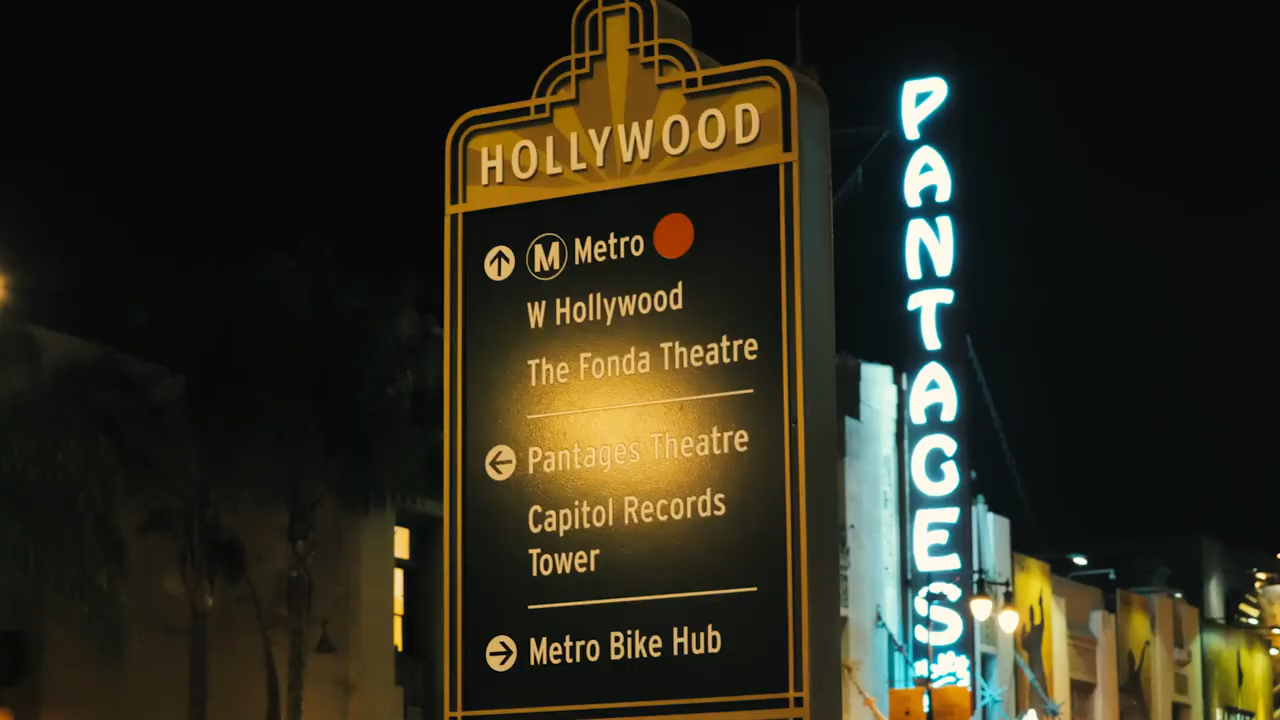 HOLLYWOOD
M Metro
W Hollywood
The Fonda Theatre
Pantages Theatre
Capitol Records
Tower
Metro Bike Hub
PANTAGES